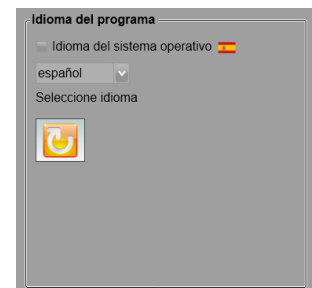 Idioma del programa
Idioma del sistema operativo
español
Seleccione idioma